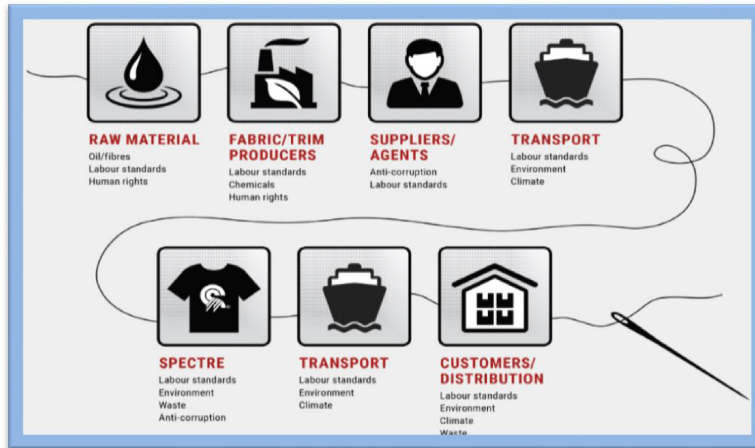 RAW MATERIAL
Oil/fibres
Labour standards
Human rights
FABRIC/TRIM
PRODUCERS
Labour standards
Chemicals
Human rights
SUPPLIERS/
AGENTS
Anti-corruption
Labour standards
TRANSPORT
Labour standards
Environment
Climate
SPECTRE
Labour standards
Environment
Waste
Anti-corruption
TRANSPORT
Labour standards
Environment
Climate
CUSTOMERS/
DISTRIBUTION
Labour standards
Environment
Climate
Waste